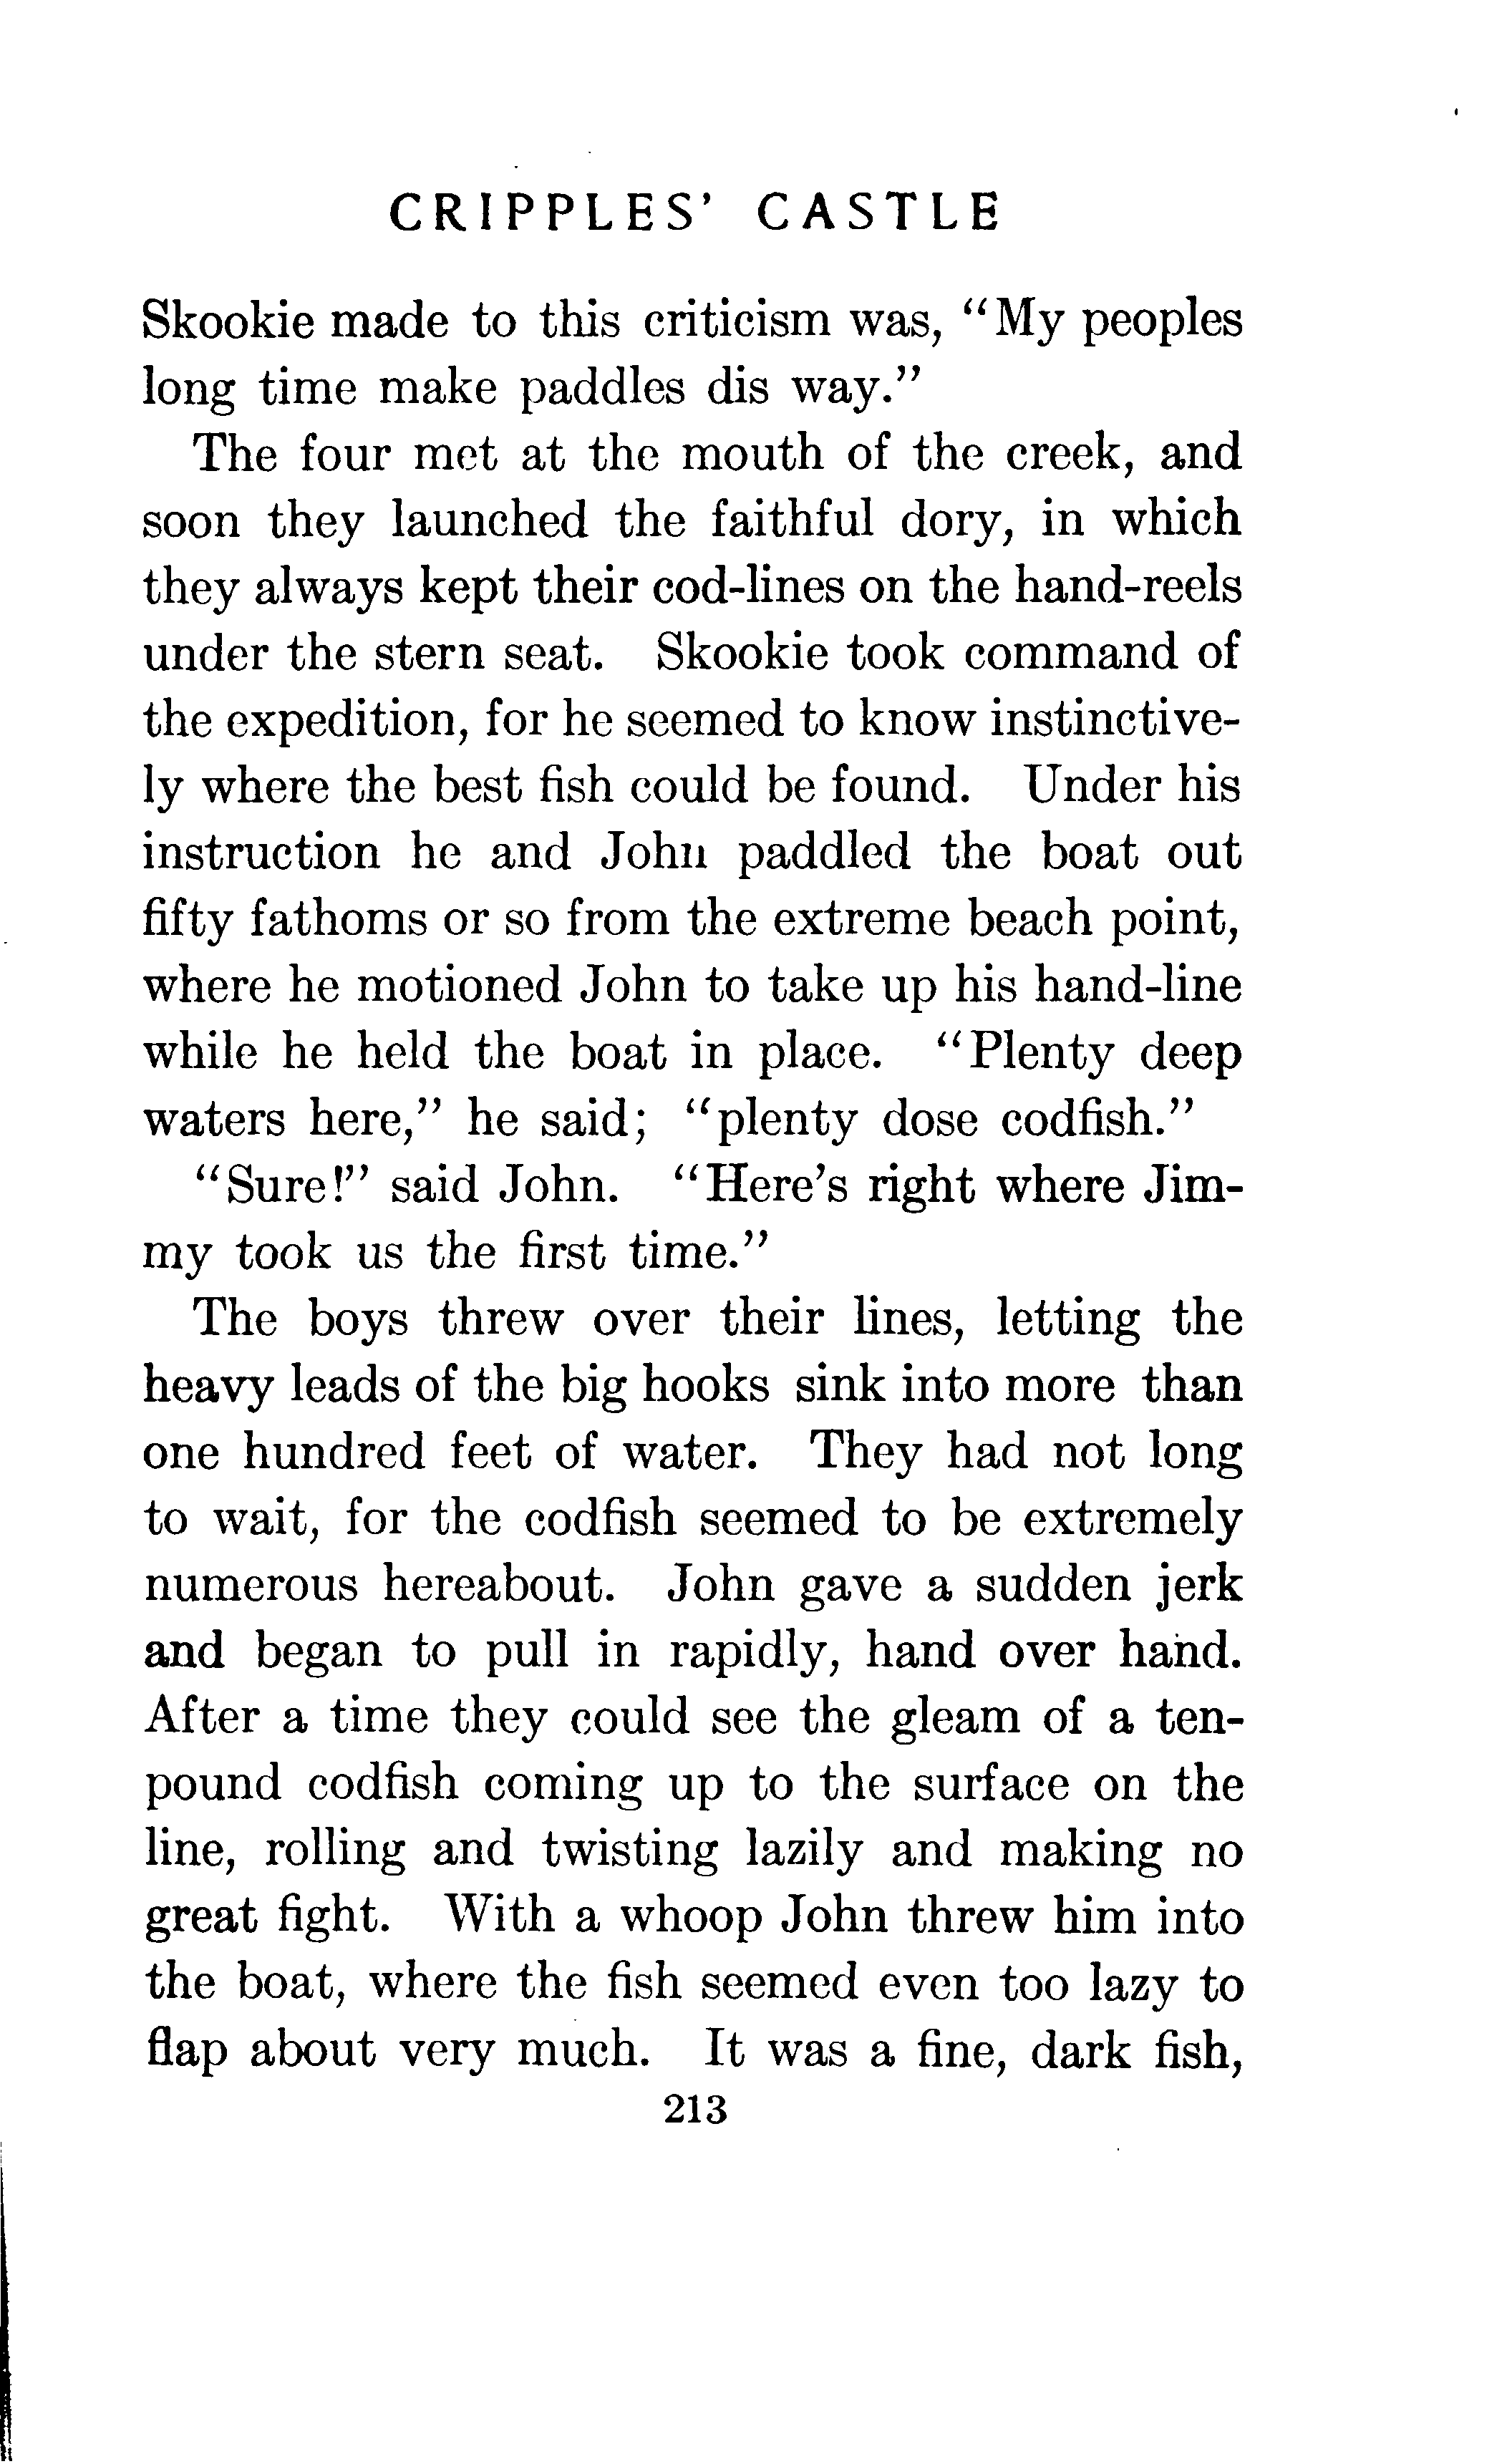 CRIPPLES' CASTLE
Skookie made to this criticism was, "My peoples
long time make paddles dis way."
The four met at the mouth of the creek, and
soon they launched the faithful dory, in which
they always kept their cod-lines on the hand-reels
under the stern seat. Skookie took command of
the expedition, for he seemed to know instinctive-
ly where the best fish could be found. Under his
instruction he and John paddled the boat out
fifty fathoms or so from the extreme beach point,
where he motioned John to take up his hand-line
while he held the boat in place. "Plenty deep
waters here," he said; "plenty dose codfish."
"Sure!" said John. "Here's right where Jim-
my took us the first time."
The boys threw over their lines, letting the
heavy leads of the big hooks sink into more than
one hundred feet of water. They had not long
to wait, for the codfish seemed to be extremely
numerous hereabout. John gave a sudden jerk
and began to pull in rapidly, hand over hand.
After a time they could see the gleam of a ten-
pound codfish coming up to the surface on the
line, rolling and twisting lazily and making no
great fight. With a whoop John threw him into
the boat, where the fish seemed even too lazy to
flap about very much. It was a fine, dark fish,
213